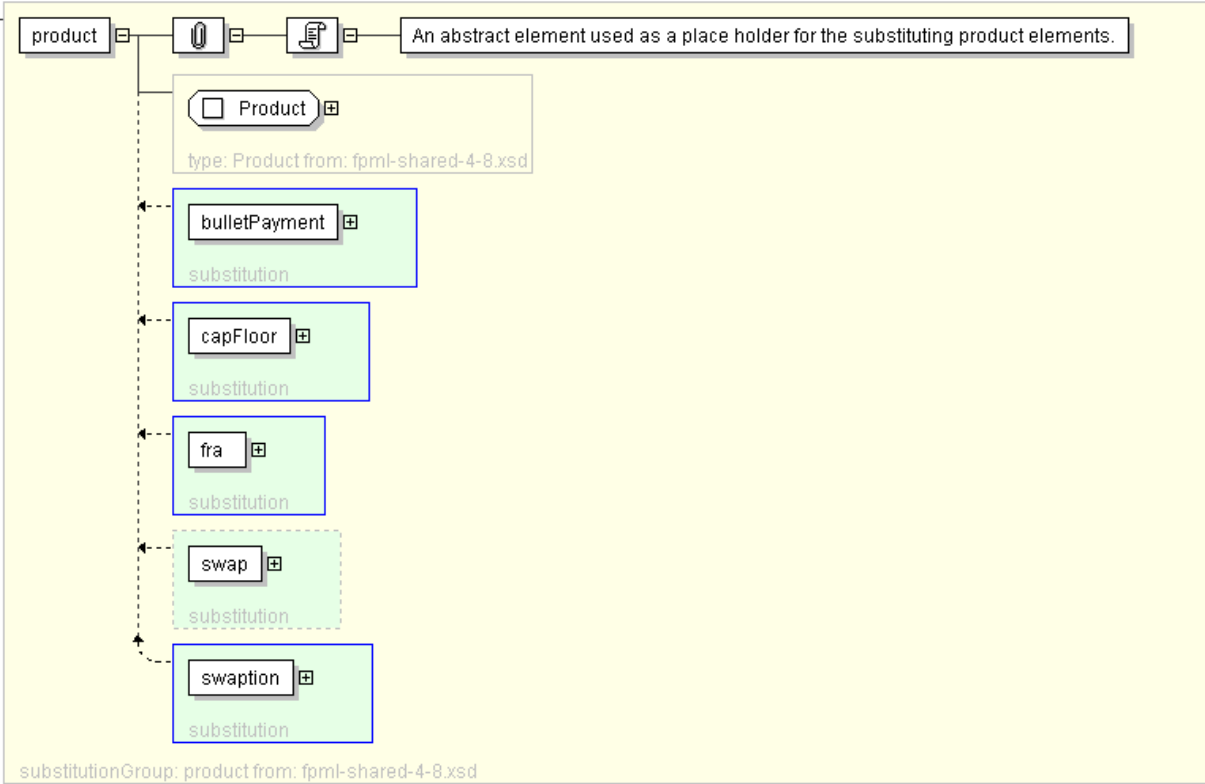 product
An abstract element used as a place holder for the substituting product elements.
Product
type: Product from: fpml-shared-4-8.xsd
bulletPayment
substitution
capFloor
substitution
fra
substitution
swap
substitution
swaption
substitution
substitutionGroup: product from: fpml-shared-4-8.xsd